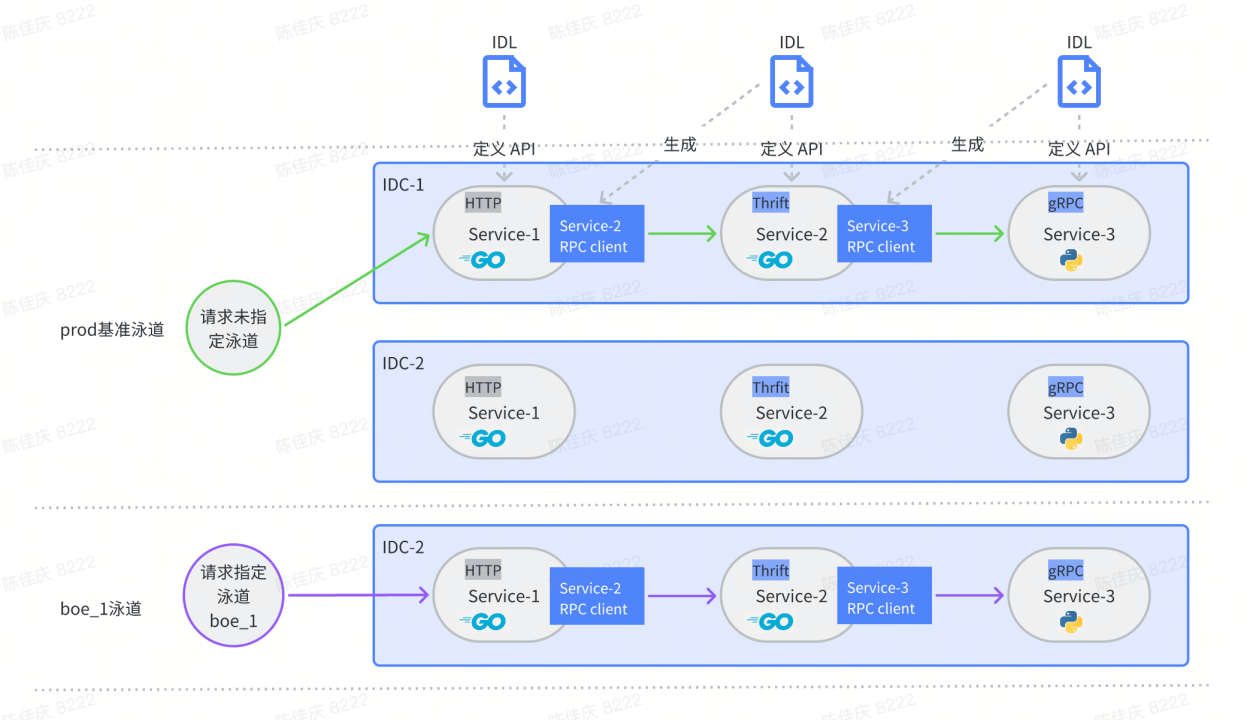 IDL
IDL
IDL
定义 API
生成
定义 API
生成
定义 API
IDC-1
HTTP
Service-1
GO
Service-2
RPC client
Thrift
Service-2
GO
Service-3
RPC client
gRPC
Service-3
prod基准泳道
请求未指
定泳道
IDC-2
HTTP
Service-1
GO
Thrfit
Service-2
GO
gRPC
Service-3
boe_1泳道
请求指定
泳道
boe_1
IDC-2
HTTP
Service-1
GO
Service-2
RPC client
Thrift
Service-2
GO
Service-3
RPC client
gRPC
Service-3
陈佳庆 8222